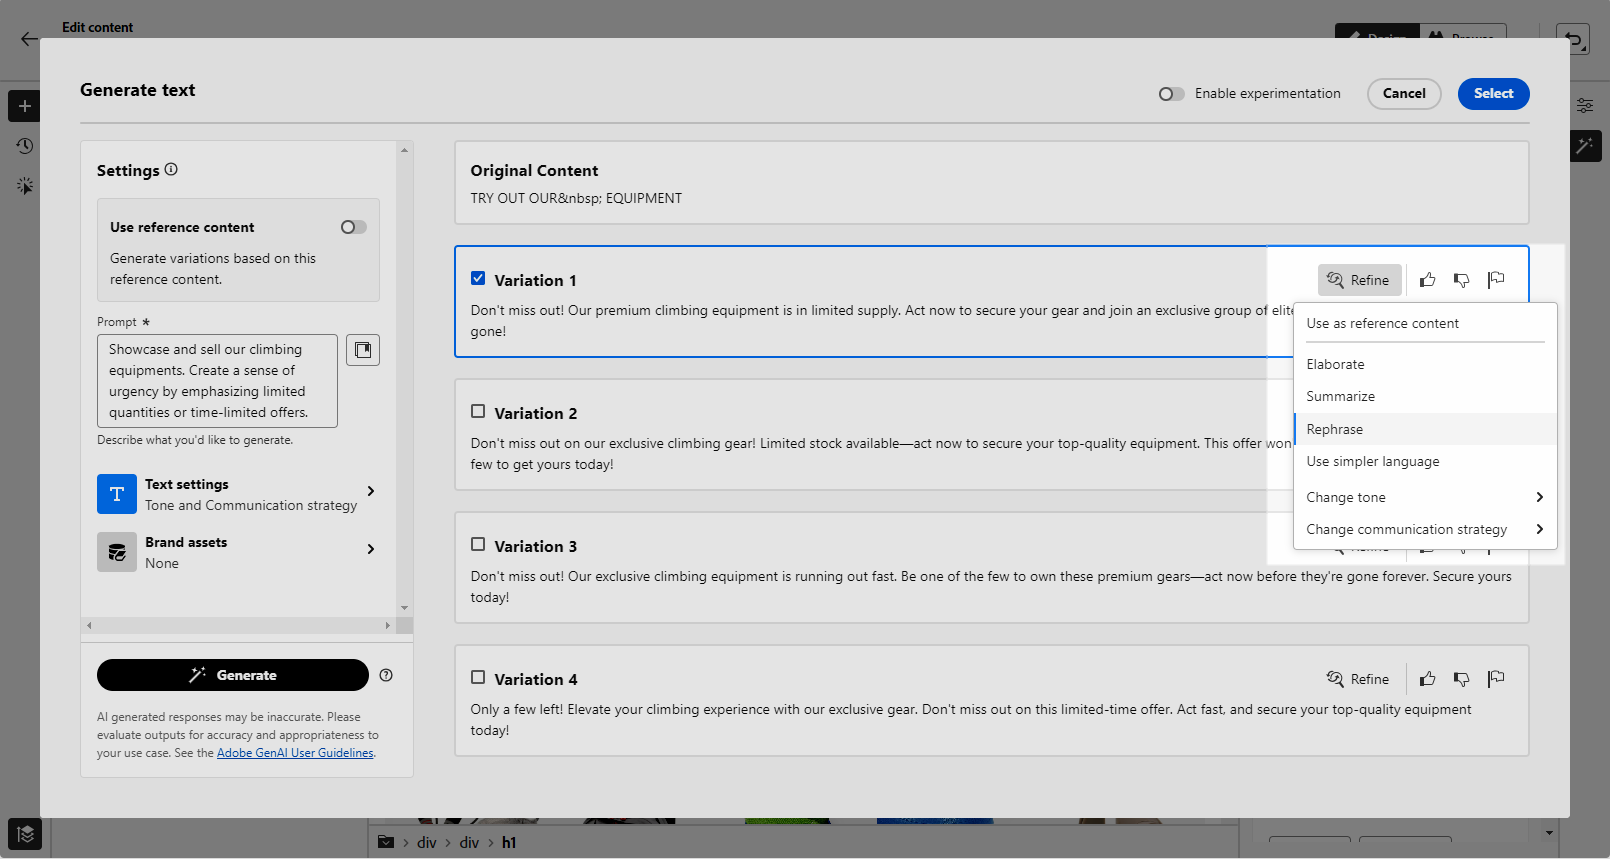 Edit content
Design
Browse
Generate text
Enable experimentation
Cancel
Select
Settings
Use reference content
Generate variations based on this
reference content.
Prompt *
Showcase and sell our climbing
equipments. Create a sense of
urgency by emphasizing limited
quantities or time-limited offers.
Describe what you'd like to generate.
Text settings
Tone and Communication strategy
Brand assets
None
Generate
AI generated responses may be inaccurate. Please
evaluate outputs for accuracy and appropriateness to
your use case. See the Adobe GenAI User Guidelines.
Original Content
TRY OUT OUR&nbsp; EQUIPMENT
Variation 1
Refine
Don't miss out! Our premium climbing equipment is in limited supply. Act now to secure your gear and join an exclusive group of elite
gone!
Use as reference content
Elaborate
Summarize
Rephrase
Use simpler language
Change tone
Change communication strategy
Variation 2
Don't miss out on our exclusive climbing gear! Limited stock available—act now to secure your top-quality equipment. This offer won
few to get yours today!
Variation 3
Refine
Don't miss out! Our exclusive climbing equipment is running out fast. Be one of the few to own these premium gears—act now before they're gone forever. Secure yours
today!
Variation 4
Refine
Only a few left! Elevate your climbing experience with our exclusive gear. Don't miss out on this limited-time offer. Act fast, and secure your top-quality equipment
today!
div > div > h1